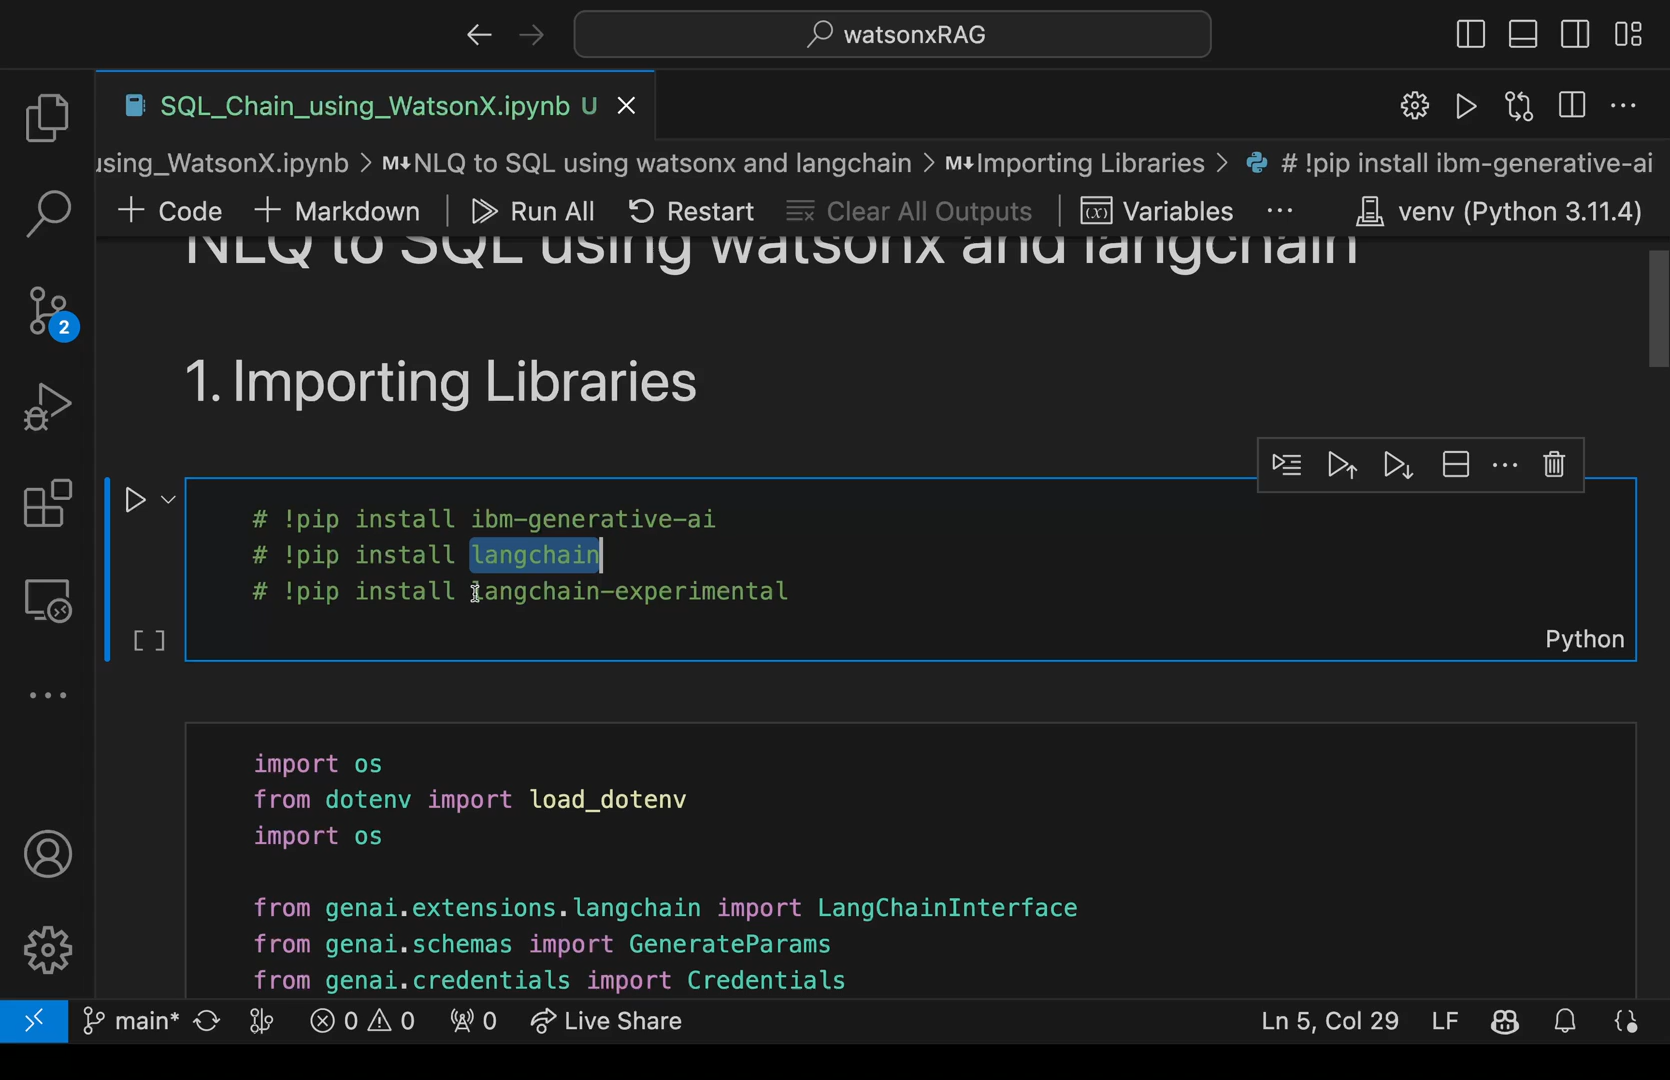 watsonxRAG
SQL_Chain_using_WatsonX.ipynb U
using_WatsonX.ipynb > M↓NLQ to SQL using watsonx and langchain > M↓Importing Libraries > # !pip install ibm-generative-ai
+ Code + Markdown Run All Restart Clear All Outputs Variables ... venv (Python 3.11.4)
NLQ to SQL using watsonx and langchain
1. Importing Libraries
# !pip install ibm-generative-ai
# !pip install langchain
# !pip install langchain-experimental
[ ]
Python
import os
from dotenv import load_dotenv
import os
from genai.extensions.langchain import LangChainInterface
from genai.schemas import GenerateParams
from genai.credentials import Credentials
2
main* 0 0 0 Live Share Ln 5, Col 29 LF